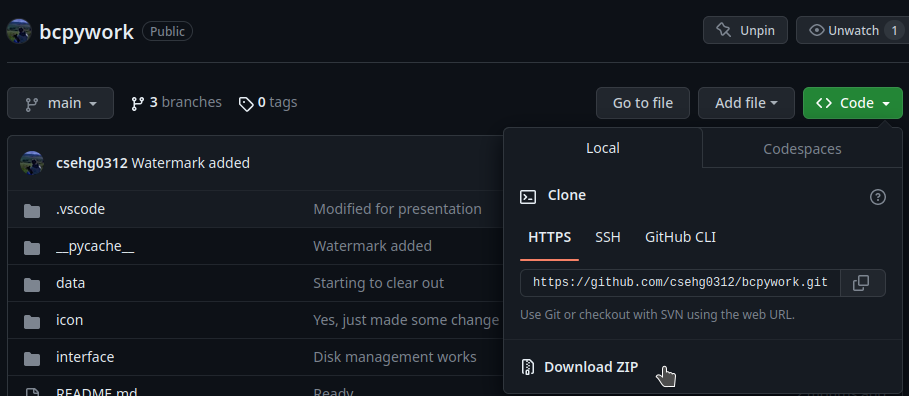 bcpywork Public Unpin Unwatch 1
main 3 branches 0 tags Go to file Add file <> Code
Local Codespaces
csehg0312 Watermark added
Clone
.vscode Modified for presentation
HTTPS SSH GitHub CLI
__pycache__ Watermark added
data Starting to clear out
https://github.com/csehg0312/bcpywork.git
icon Yes, just made some change
Use Git or checkout with SVN using the web URL.
interface Disk management works
Download ZIP
README.md Ready